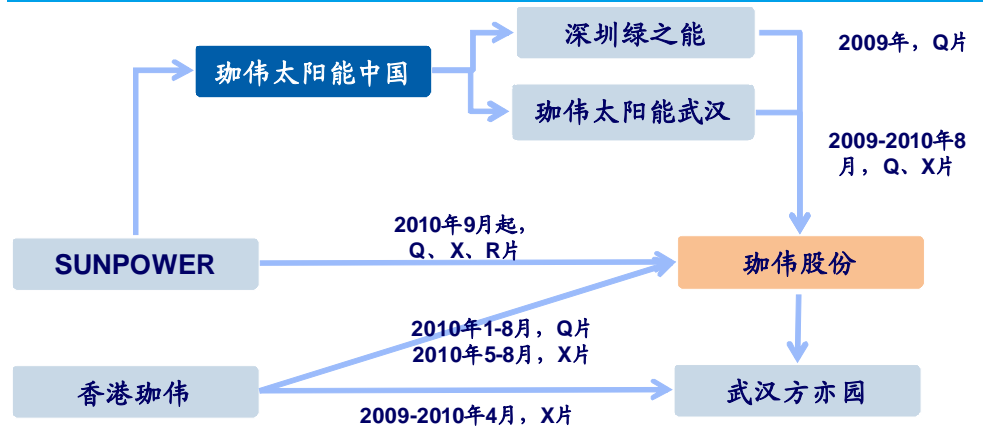 深圳绿之能
2009年，Q片
珈伟太阳能中国
珈伟太阳能武汉
2009-2010年8
月，Q、X片
2010年9月起，
Q、X、R片
SUNPOWER
珈伟股份
2010年1-8月，Q片
2010年5-8月，X片
香港珈伟
武汉方亦园
2009-2010年4月，X片